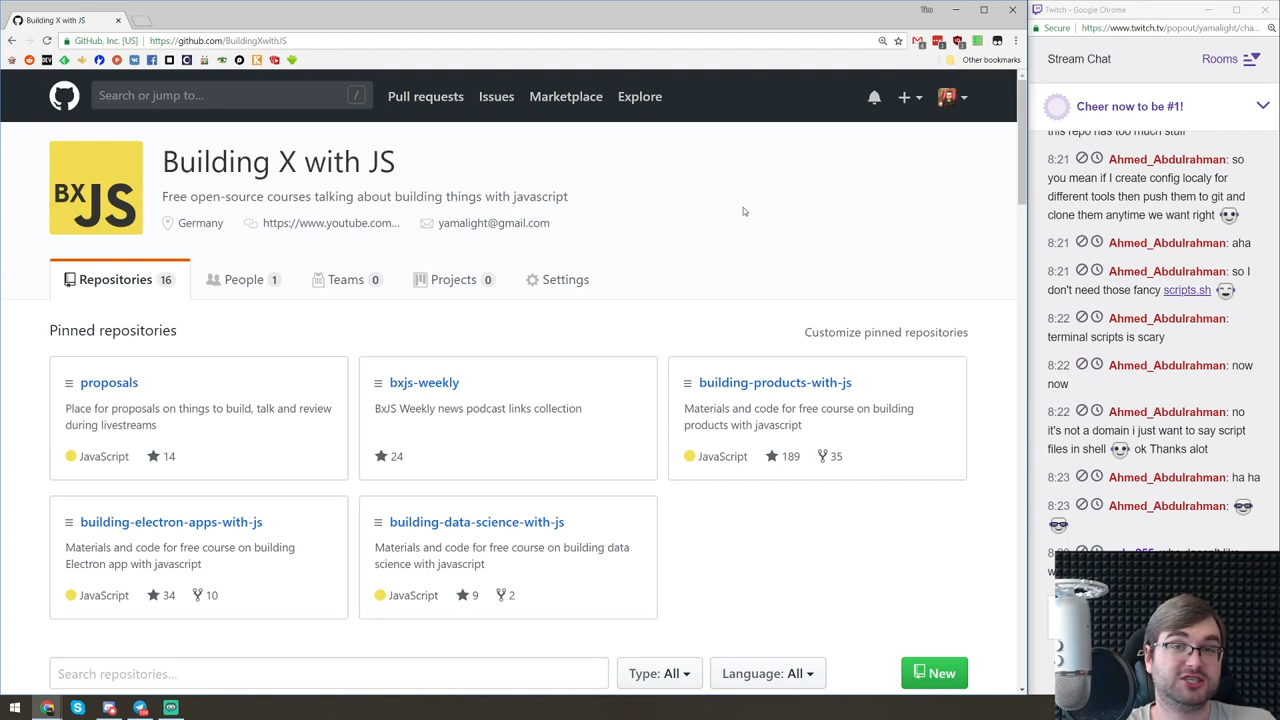 Building X with JS
Tim
GitHub, Inc. [US]
https://github.com/BuildingXwithJS
Other bookmarks
Search or jump to...
/
Pull requests
Issues
Marketplace
Explore
BXJS
Building X with JS
Free open-source courses talking about building things with javascript
Germany
https://www.youtube.com...
yamalight@gmail.com
Repositories 16
People 1
Teams 0
Projects 0
Settings
Pinned repositories
Customize pinned repositories
proposals
Place for proposals on things to build, talk and review
during livestreams
JavaScript
14
bxjs-weekly
BxJS Weekly news podcast links collection
24
building-products-with-js
Materials and code for free course on building
products with javascript
JavaScript
189
35
building-electron-apps-with-js
Materials and code for free course on building
Electron app with javascript
JavaScript
34
10
building-data-science-with-js
Materials and code for free course on building data
science with javascript
JavaScript
9
2
Search repositories...
Type: All
Language: All
New
Twitch - Google Chrome
Secure
https://www.twitch.tv/popout/yamalight/cha...
Stream Chat
Rooms
Cheer now to be #1!
this repo has too much stuff
8:21 Ahmed_Abdulrahman: so
you mean if I create config localy for
different tools then push them to git and
clone them anytime we want right
8:21 Ahmed_Abdulrahman: aha
8:21 Ahmed_Abdulrahman: so I
don't need those fancy scripts.sh
8:22 Ahmed_Abdulrahman:
terminal scripts is scary
8:22 Ahmed_Abdulrahman: now
now
8:22 Ahmed_Abdulrahman: no
it's not a domain i just want to say script
files in shell ok Thanks alot
8:23 Ahmed_Abdulrahman: ha ha
8:23 Ahmed_Abdulrahman: